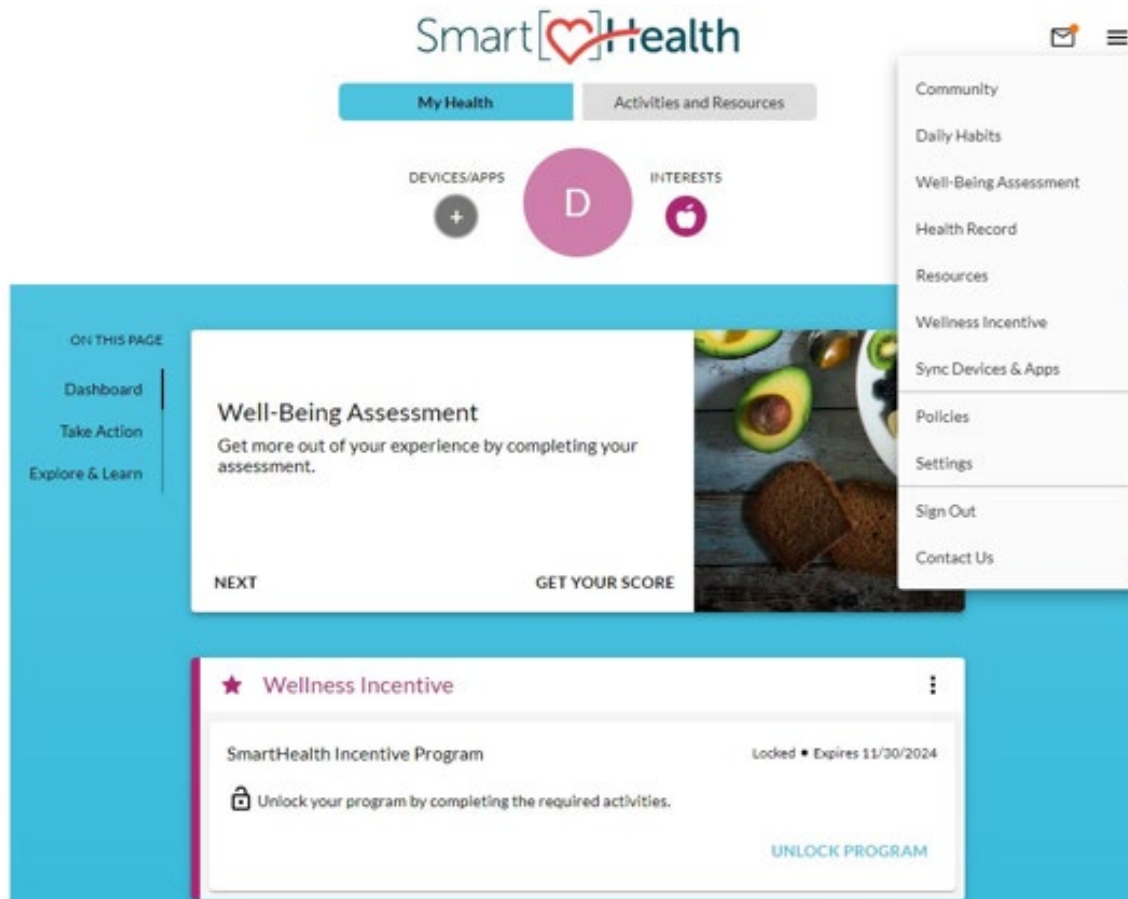 Smart[ ]Health
My Health
Activities and Resources
DEVICES/APPS
D
INTERESTS
Community
Daily Habits
Well-Being Assessment
Health Record
Resources
Wellness Incentive
Sync Devices & Apps
Policies
Settings
Sign Out
Contact Us
ON THIS PAGE
Dashboard
Take Action
Explore & Learn
Well-Being Assessment
Get more out of your experience by completing your
assessment.
NEXT
GET YOUR SCORE
Wellness Incentive
SmartHealth Incentive Program
Locked • Expires 11/30/2024
Unlock your program by completing the required activities.
UNLOCK PROGRAM